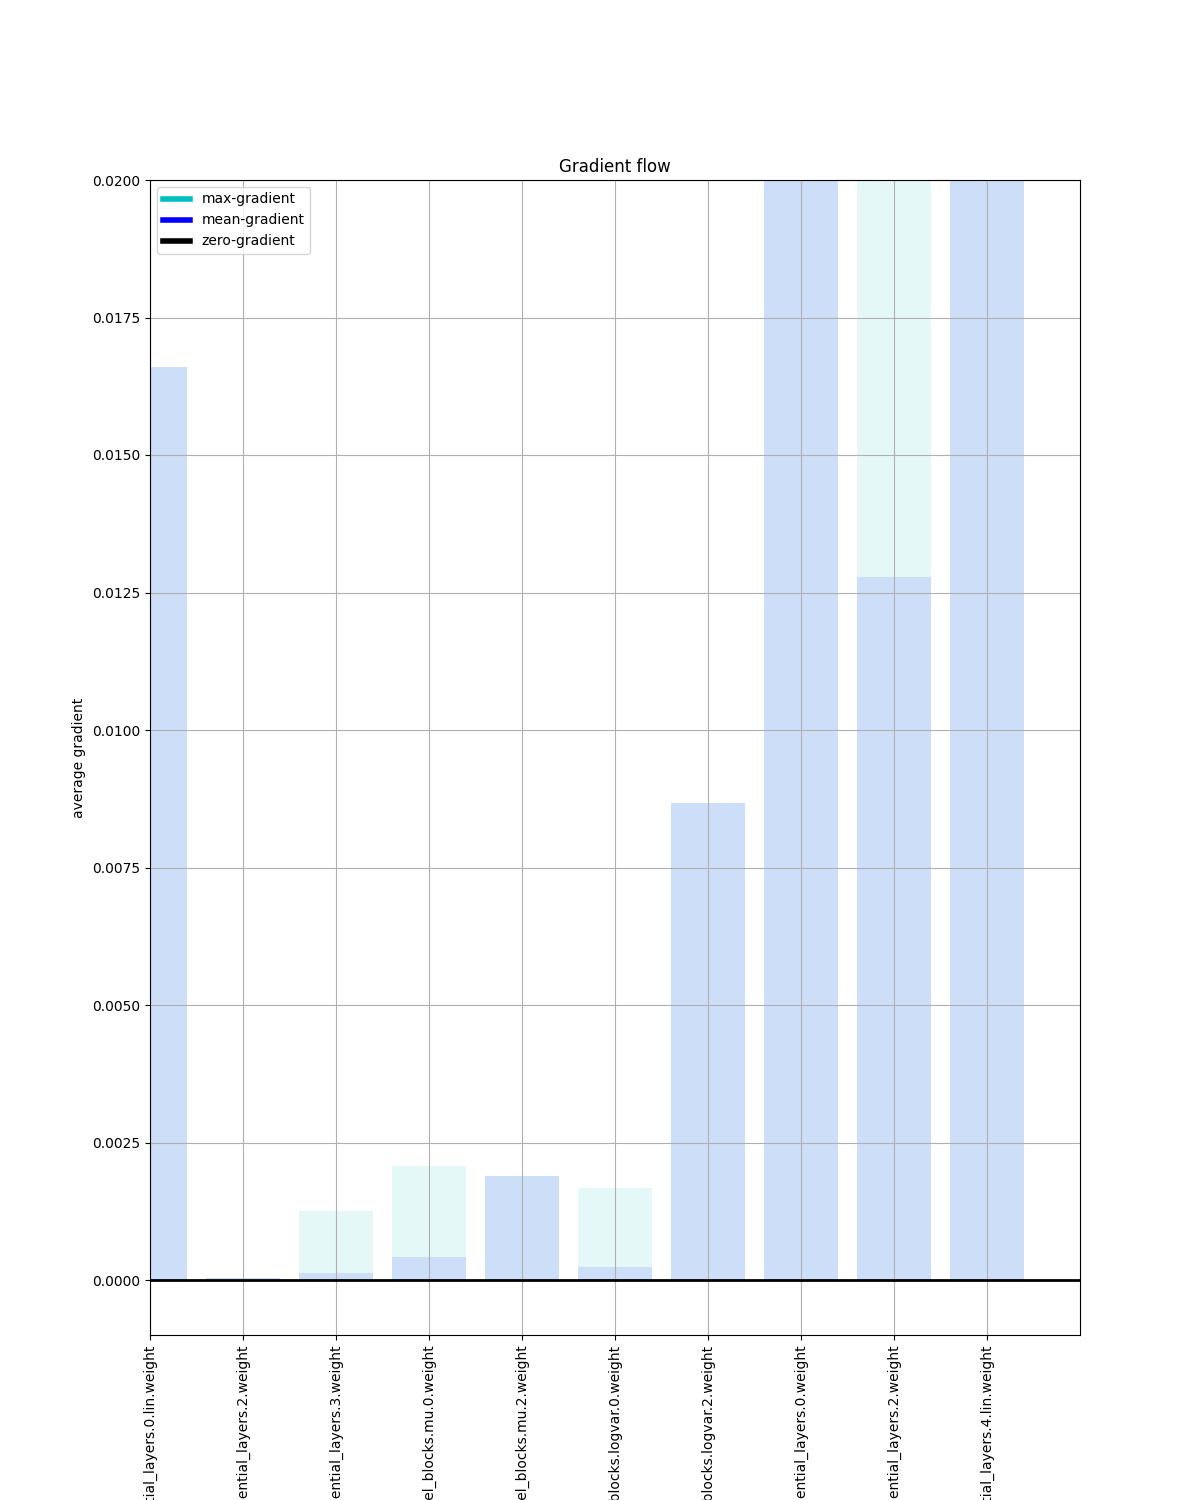 Gradient flow
max-gradient
mean-gradient
zero-gradient
0.0200
0.0175
0.0150
0.0125
0.0100
0.0075
0.0050
0.0025
0.0000
average gradient
tial_layers.0.lin.weight
ential_layers.2.weight
ential_layers.3.weight
el_blocks.mu.0.weight
el_blocks.mu.2.weight
blocks.logvar.0.weight
blocks.logvar.2.weight
ential_layers.0.weight
ential_layers.2.weight
tial_layers.4.lin.weight